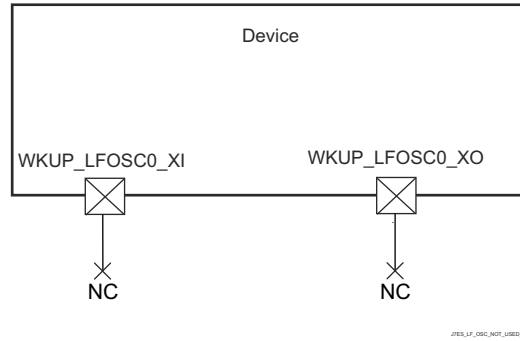 Device
WKUP_LFOSC0_XI
WKUP_LFOSC0_XO
NC
NC
J7ES_LF_OSC_NOT_USED